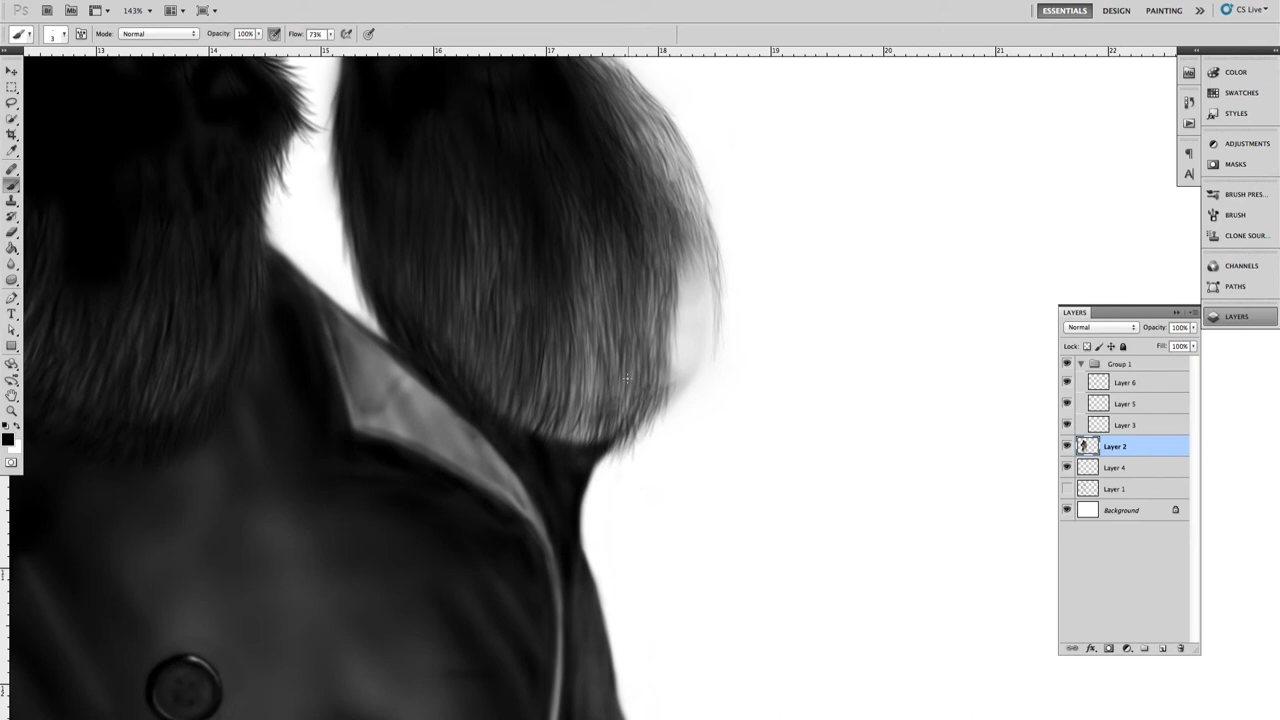 Ps Br Mb 143% ESSENTIALS DESIGN PAINTING CS Live
3 Mode: Normal Opacity: 100% Flow: 73%
13 14 15 16 17 18 19 20 21 22
COLOR
SWATCHES
STYLES
ADJUSTMENTS
MASKS
BRUSH PRES...
BRUSH
CLONE SOUR...
CHANNELS
PATHS
LAYERS
LAYERS
Normal Opacity: 100%
Lock: Fill: 100%
Group 1
Layer 6
Layer 5
Layer 3
Layer 2
Layer 4
Layer 1
Background